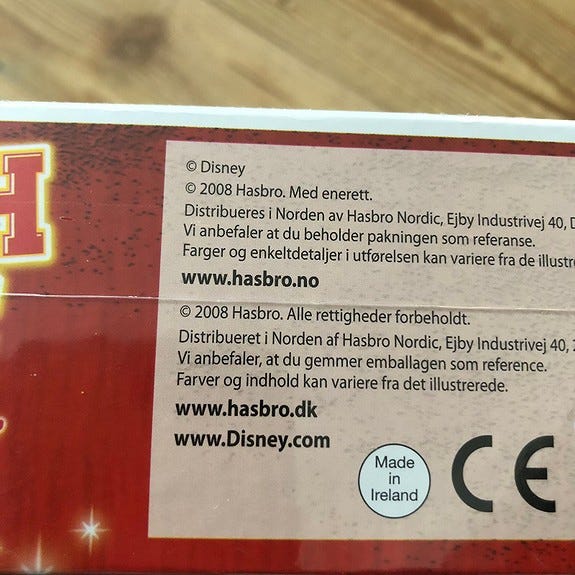 H
© Disney
© 2008 Hasbro. Med enerett.
Distribueres i Norden av Hasbro Nordic, Ejby Industrivej 40, D
Vi anbefaler at du beholder pakningen som referanse.
Farger og enkeltdetaljer i utførelsen kan variere fra de illustre
www.hasbro.no
© 2008 Hasbro. Alle rettigheder forbeholdt.
Distribueret i Norden af Hasbro Nordic, Ejby Industrivej 40, 2
Vi anbefaler, at du gemmer emballagen som reference.
Farver og indhold kan variere fra det illustrerede.
www.hasbro.dk
www.Disney.com
Made
in
Ireland
CE